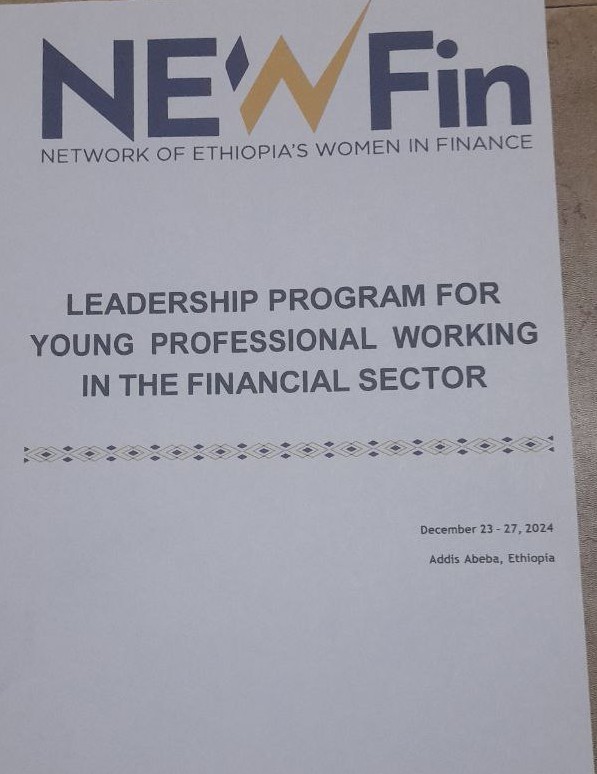 NEWFin
NETWORK OF ETHIOPIA'S WOMEN IN FINANCE
LEADERSHIP PROGRAM FOR
YOUNG PROFESSIONAL WORKING
IN THE FINANCIAL SECTOR
December 23 - 27, 2024
Addis Abeba, Ethiopia